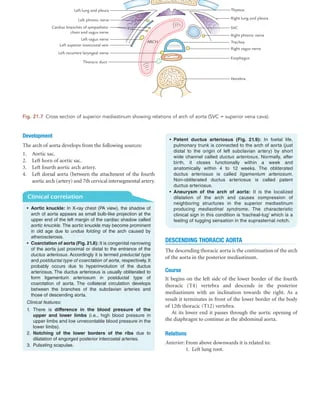 Left lung and pleura
Left phrenic nerve
Cardiac branches of sympathetic
chain and vagus nerve
Left vagus nerve
Left superior intercostal vein
Left recurrent laryngeal nerve
Thoracic duct
ARCH
Thymus
Right lung and pleura
SVC
Right phrenic nerve
Trachea
Right vagus nerve
Esophagus
Vertebra
Fig. 21.7 Cross section of superior mediastinum showing relations of arch of aorta (SVC = superior vena cava).
Development
The arch of aorta develops from the following sources:
1. Aortic sac.
2. Left horn of aortic sac.
3. Left fourth aortic arch artery.
4. Left dorsal aorta (between the attachment of the fourth
aortic arch (artery) and 7th cervical intersegmental artery.
Clinical correlation
• Aortic knuckle: In X-ray chest (PA view), the shadow of
arch of aorta appears as small bulb-like projection at the
upper end of the left margin of the cardiac shadow called
aortic knuckle. The aortic knuckle may become prominent
in old age due to undue folding of the arch caused by
atherosclerosis.
• Coarctation of aorta (Fig. 21.8): It is congenital narrowing
of the aorta just proximal or distal to the entrance of the
ductus arteriosus. Accordingly it is termed preductal type
and postductal type of coarctation of aorta, respectively. It
probably occurs due to hyperinvolution of the ductus
arteriosus. The ductus arteriosus is usually obliterated to
form ligamentum arteriosum in postductal type of
coarctation of aorta. The collateral circulation develops
between the branches of the subclavian arteries and
those of descending aorta.
Clinical features:
1. There is difference in the blood pressure of the
upper and lower limbs (i.e., high blood pressure in
upper limbs and low unrecordable blood pressure in the
lower limbs).
2. Notching of the lower borders of the ribs due to
dilatation of engorged posterior intercostal arteries.
3. Pulsating scapulae.
• Patent ductus arteriosus (Fig. 21.9): In foetal life,
pulmonary trunk is connected to the arch of aorta (just
distal to the origin of left subclavian artery) by short
wide channel called ductus arteriosus. Normally, after
birth, it closes functionally within a week and
anatomically within 4 to 12 weeks. The obliterated
ductus arteriosus is called ligamentum arteriosum.
Non-obliterated ductus arteriosus is called patent
ductus arteriosus.
• Aneurysm of the arch of aorta: It is the localized
dilatation of the arch and causes compression of
neighboring structures in the superior mediastinum
producing mediastinal syndrome. The characteristic
clinical sign in this condition is 'tracheal-tug' which is a
feeling of tugging sensation in the suprasternal notch.
DESCENDING THORACIC AORTA
The descending thoracic aorta is the continuation of the arch
of the aorta in the posterior mediastinum.
Course
It begins on the left side of the lower border of the fourth
thoracic (T4) vertebra and descends in the posterior
mediastinum with an inclination towards the right. As a
result it terminates in front of the lower border of the body
of 12th thoracic (T12) vertebra.
At its lower end it passes through the aortic opening of
the diaphragm to continue as the abdominal aorta.
Relations
Anterior: From above downwards it is related to:
1. Left lung root.